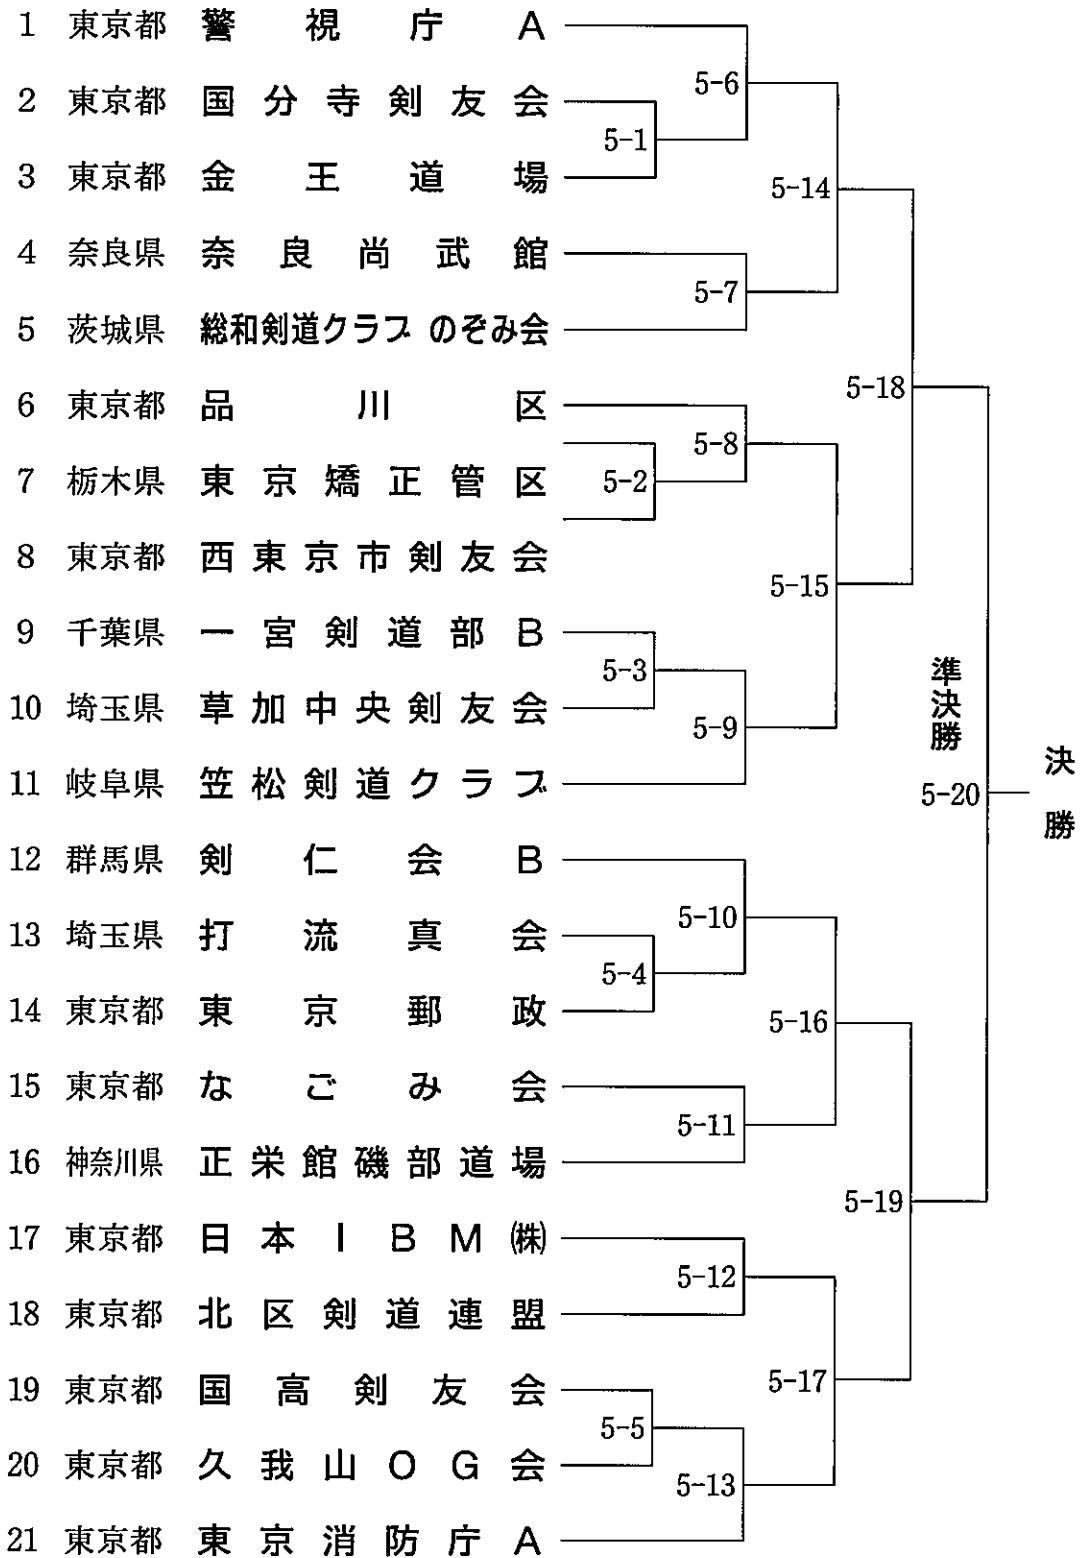 1 東京都 警視庁A
2 東京都 国分寺剣友会
3 東京都 金王道場
4 奈良県 奈良尚武館
5 茨城県 総和剣道クラブ のぞみ会
6 東京都 品川区
7 栃木県 東京矯正管区
8 東京都 西東京市剣友会
9 千葉県 一宮剣道部B
10 埼玉県 草加中央剣友会
11 岐阜県 笠松剣道クラブ
12 群馬県 剣仁会B
13 埼玉県 打流真会
14 東京都 東京郵政
15 東京都 なごみ会
16 神奈川県 正栄館磯部道場
17 東京都 日本IBM㈱
18 東京都 北区剣道連盟
19 東京都 国高剣友会
20 東京都 久我山OG会
21 東京都 東京消防庁A
5-1
5-2
5-3
5-4
5-5
5-6
5-7
5-8
5-9
5-10
5-11
5-12
5-13
5-14
5-15
5-16
5-17
5-18
5-19
準決勝
5-20
決勝